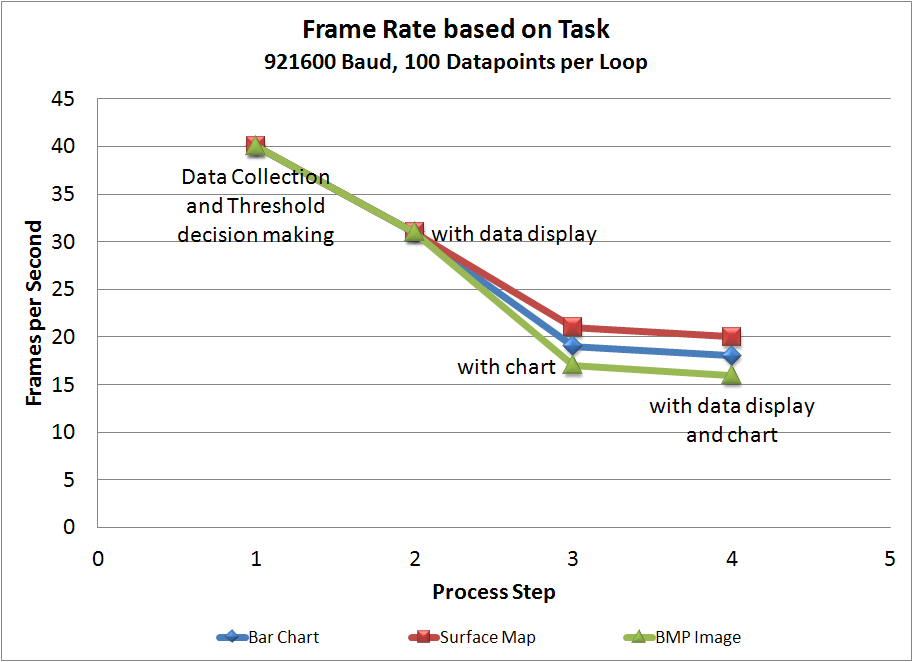 Frame Rate based on Task
921600 Baud, 100 Datapoints per Loop
Frames per Second
45
40
35
30
25
20
15
10
5
0
Data Collection
and Threshold
decision making
with data display
with chart
with data display
and chart
0 1 2 3 4 5
Process Step
Bar Chart Surface Map BMP Image